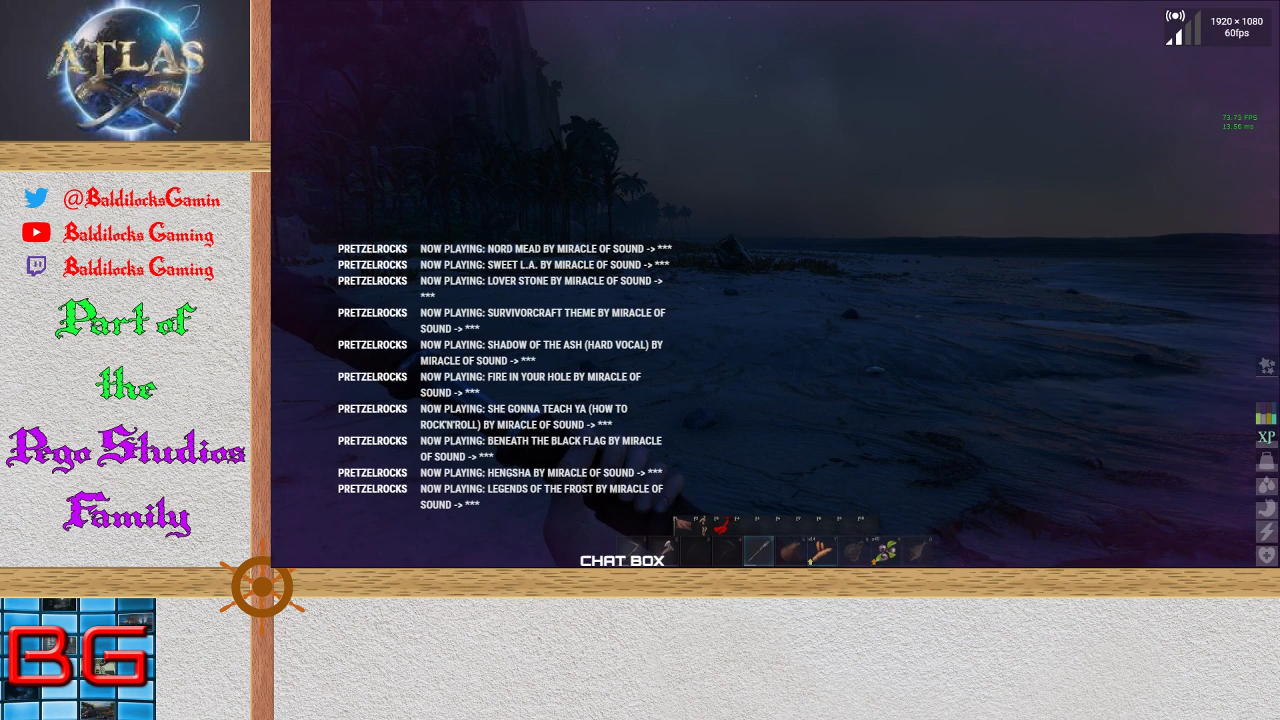 ATLAS
@BaldilocksGamin
Baldilocks Gaming
Baldilocks Gaming
Part of
the
Pego Studios
Family
BG
1920 × 1080
60fps
73.73 FPS
13.56 ms
PRETZELROCKS NOW PLAYING: NORD MEAD BY MIRACLE OF SOUND -> ***
PRETZELROCKS NOW PLAYING: SWEET L.A. BY MIRACLE OF SOUND -> ***
PRETZELROCKS NOW PLAYING: LOVER STONE BY MIRACLE OF SOUND ->
***
PRETZELROCKS NOW PLAYING: SURVIVORCRAFT THEME BY MIRACLE OF
SOUND -> ***
PRETZELROCKS NOW PLAYING: SHADOW OF THE ASH (HARD VOCAL) BY
MIRACLE OF SOUND -> ***
PRETZELROCKS NOW PLAYING: FIRE IN YOUR HOLE BY MIRACLE OF
SOUND -> ***
PRETZELROCKS NOW PLAYING: SHE GONNA TEACH YA (HOW TO
ROCK'N'ROLL) BY MIRACLE OF SOUND -> ***
PRETZELROCKS NOW PLAYING: BENEATH THE BLACK FLAG BY MIRACLE
OF SOUND -> ***
PRETZELROCKS NOW PLAYING: HENGSHA BY MIRACLE OF SOUND -> ***
PRETZELROCKS NOW PLAYING: LEGENDS OF THE FROST BY MIRACLE OF
SOUND -> ***
XP
CHAT BOX